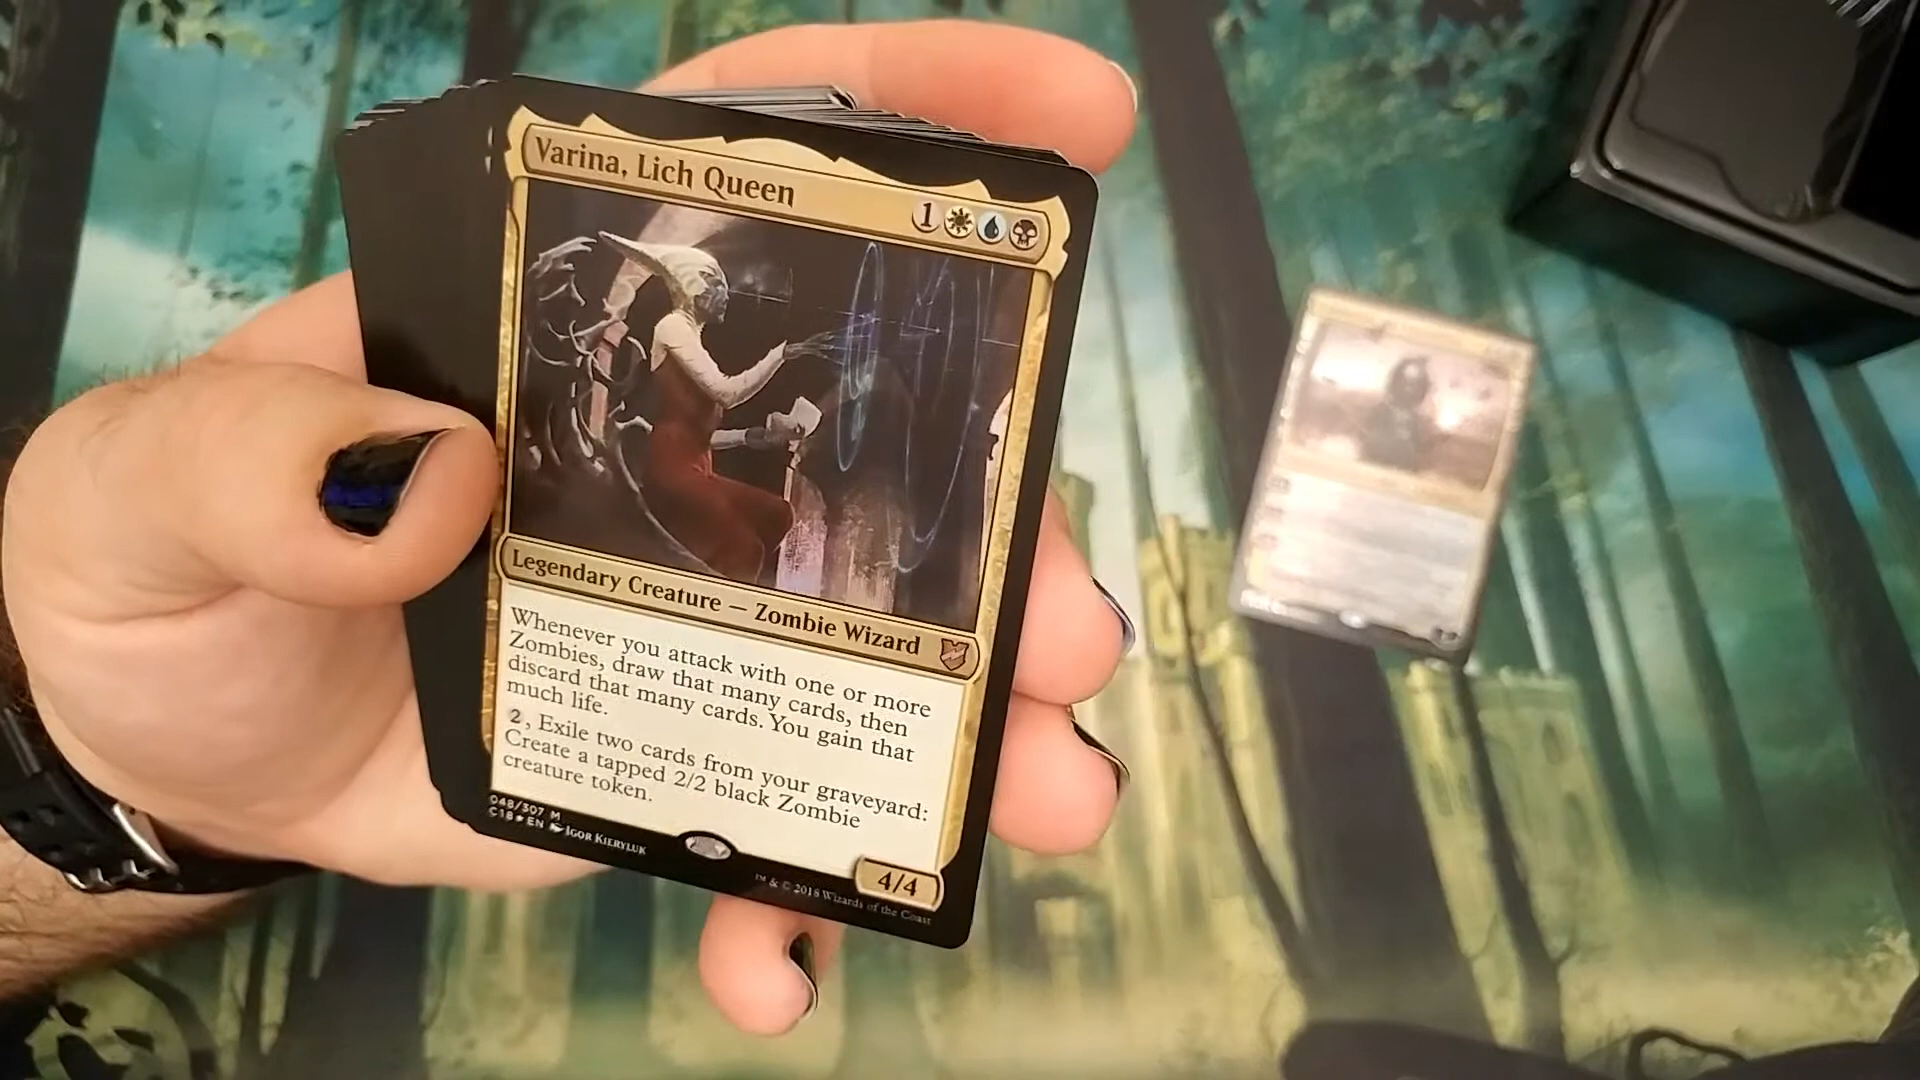 Varina, Lich Queen
1
Legendary Creature — Zombie Wizard
Whenever you attack with one or more
Zombies, draw that many cards, then
discard that many cards. You gain that
much life.
2, Exile two cards from your graveyard:
Create a tapped 2/2 black Zombie
creature token.
048/307 M
C18★EN Igor Kieryluk
™ & © 2018 Wizards of the Coast
4/4